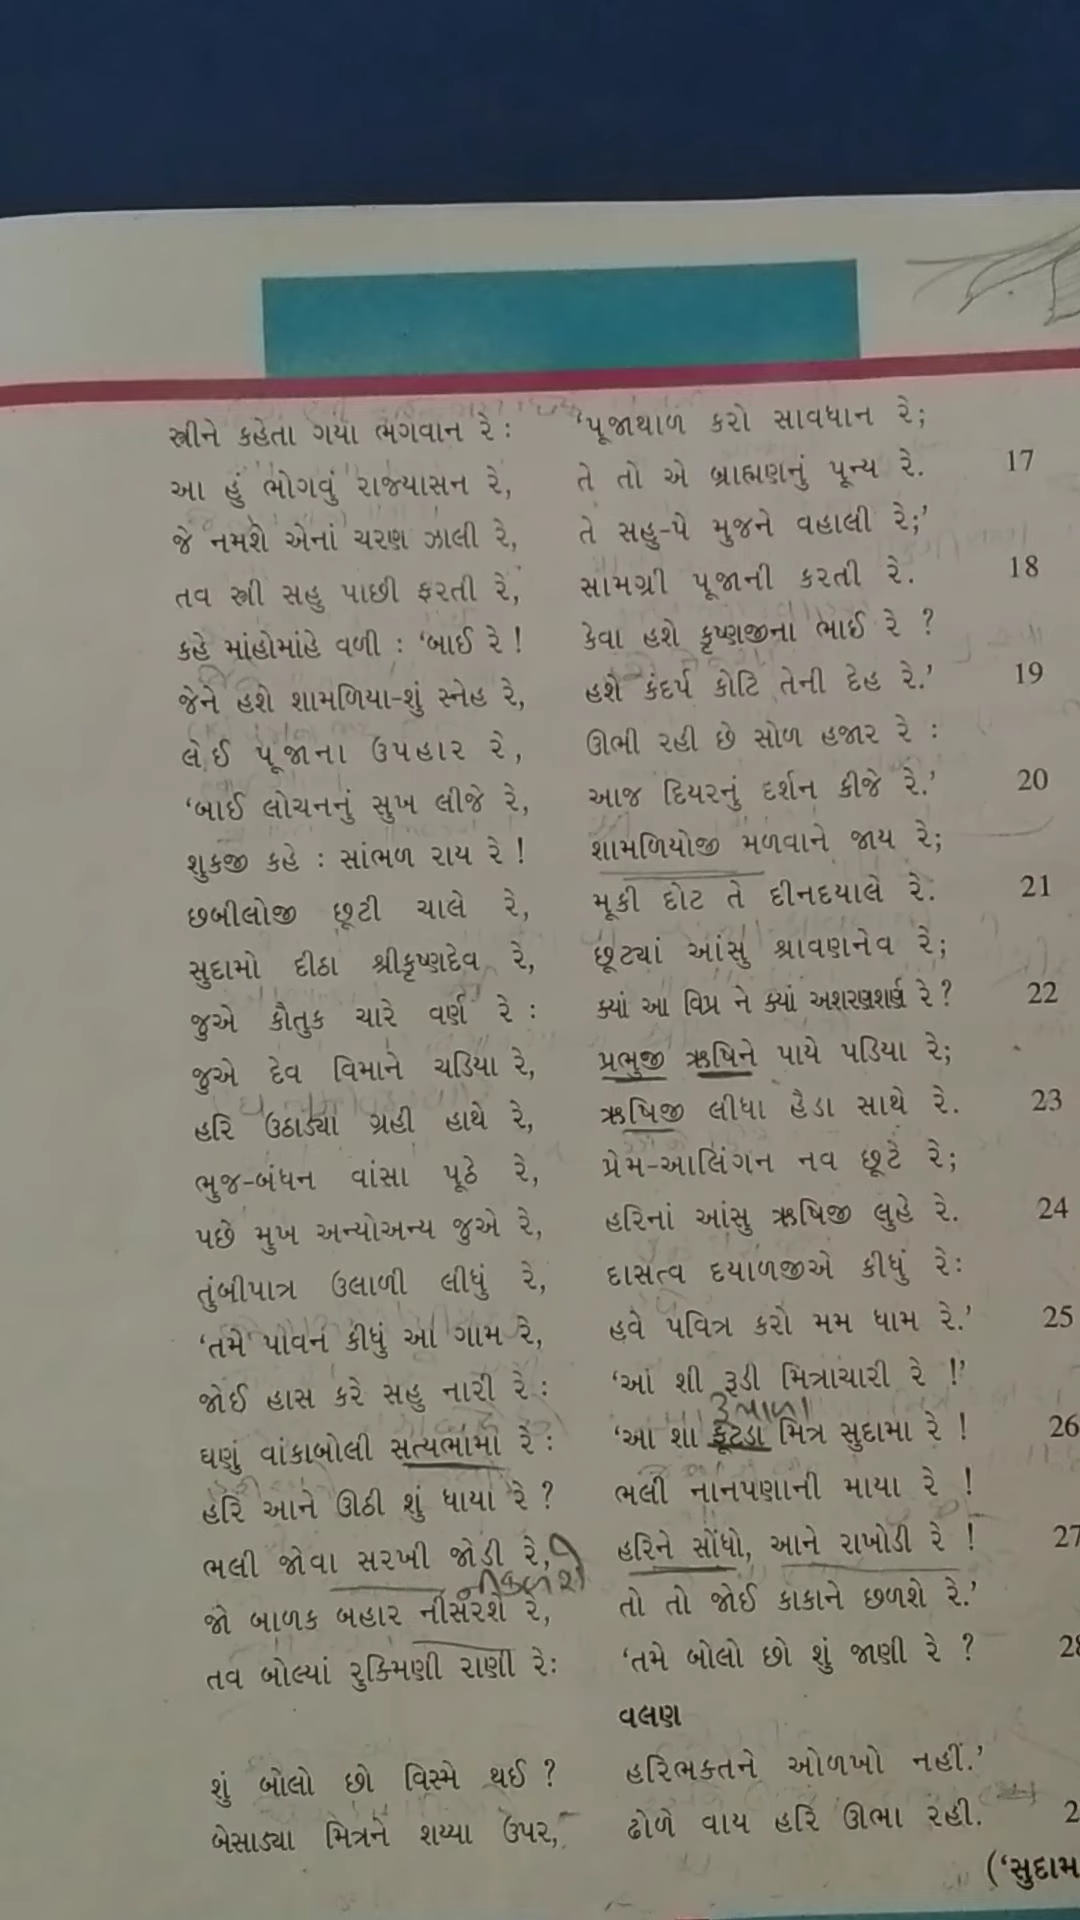 સ્ત્રીને કહેતા ગયા ભગવાન રે : 'પૂજાથાળ કરો સાવધાન રે;
આ હું ભોગવું રાજ્યાસન રે, તે તો એ બ્રાહ્મણનું પૂન્ય રે. 17
જે નમશે એનાં ચરણ ઝાલી રે, તે સહુ-પે મુજને વહાલી રે;'
તવ સ્ત્રી સહુ પાછી ફરતી રે, સામગ્રી પૂજાની કરતી રે. 18
કહે માંહોમાંહે વળી : 'બાઈ રે ! કેવા હશે કૃષ્ણજીના ભાઈ રે ?
જેને હશે શામળિયા-શું સ્નેહ રે, હશે કંદર્પ કોટિ તેની દેહ રે.' 19
લેઈ પૂજાના ઉપહાર રે, ઊભી રહી છે સોળ હજાર રે :
'બાઈ લોચનનું સુખ લીજે રે, આજ દિયરનું દર્શન કીજે રે.' 20
શુકજી કહે : સાંભળ રાય રે ! શામળિયોજી મળવાને જાય રે;
છબીલોજી છૂટી ચાલે રે, મૂકી દોટ તે દીનદયાલે રે. 21
સુદામો દીઠા શ્રીકૃષ્ણદેવ રે, છૂટ્યાં આંસુ શ્રાવણનેવ રે;
જુએ કૌતુક ચારે વર્ણ રે : ક્યાં આ વિપ્ર ને ક્યાં અશરણશર્ણ રે ? 22
જુએ દેવ વિમાને ચડિયા રે, પ્રભુજી ઋષિને પાયે પડિયા રે;
હરિ ઉઠાડ્યા ગ્રહી હાથે રે, ઋષિજી લીધા હૈડા સાથે રે. 23
ભુજ-બંધન વાંસા પૂઠે રે, પ્રેમ-આલિંગન નવ છૂટે રે;
પછે મુખ અન્યોઅન્ય જુએ રે, હરિનાં આંસુ ઋષિજી લુહે રે. 24
તુંબીપાત્ર ઉલાળી લીધું રે, દાસત્વ દયાળજીએ કીધું રે:
'તમે પાવન કીધું આ ગામ રે, હવે પવિત્ર કરો મમ ધામ રે.' 25
જોઈ હાસ કરે સહુ નારી રે : 'આ શી રૂડી મિત્રાચારી રે !'
રૂપાળા
ઘણું વાંકાબોલી સત્યભામા રે : 'આ શા ફૂટડા મિત્ર સુદામા રે ! 26
હરિ આને ઊઠી શું ધાયા રે ? ભલી નાનપણાની માયા રે !
ભલી જોવા સરખી જોડી રે, હરિને સોંધો, આને રાખોડી રે ! 27
નીકળશે
જો બાળક બહાર નીસરશે રે, તો તો જોઈ કાકાને છળશે રે.'
તવ બોલ્યાં રુક્મિણી રાણી રે: 'તમે બોલો છો શું જાણી રે ? 28
વલણ
શું બોલો છો વિસ્મે થઈ ? હરિભક્તને ઓળખો નહીં.'
બેસાડ્યા મિત્રને શય્યા ઉપર, ઢોળે વાય હરિ ઊભા રહી. 2
('સુદામ